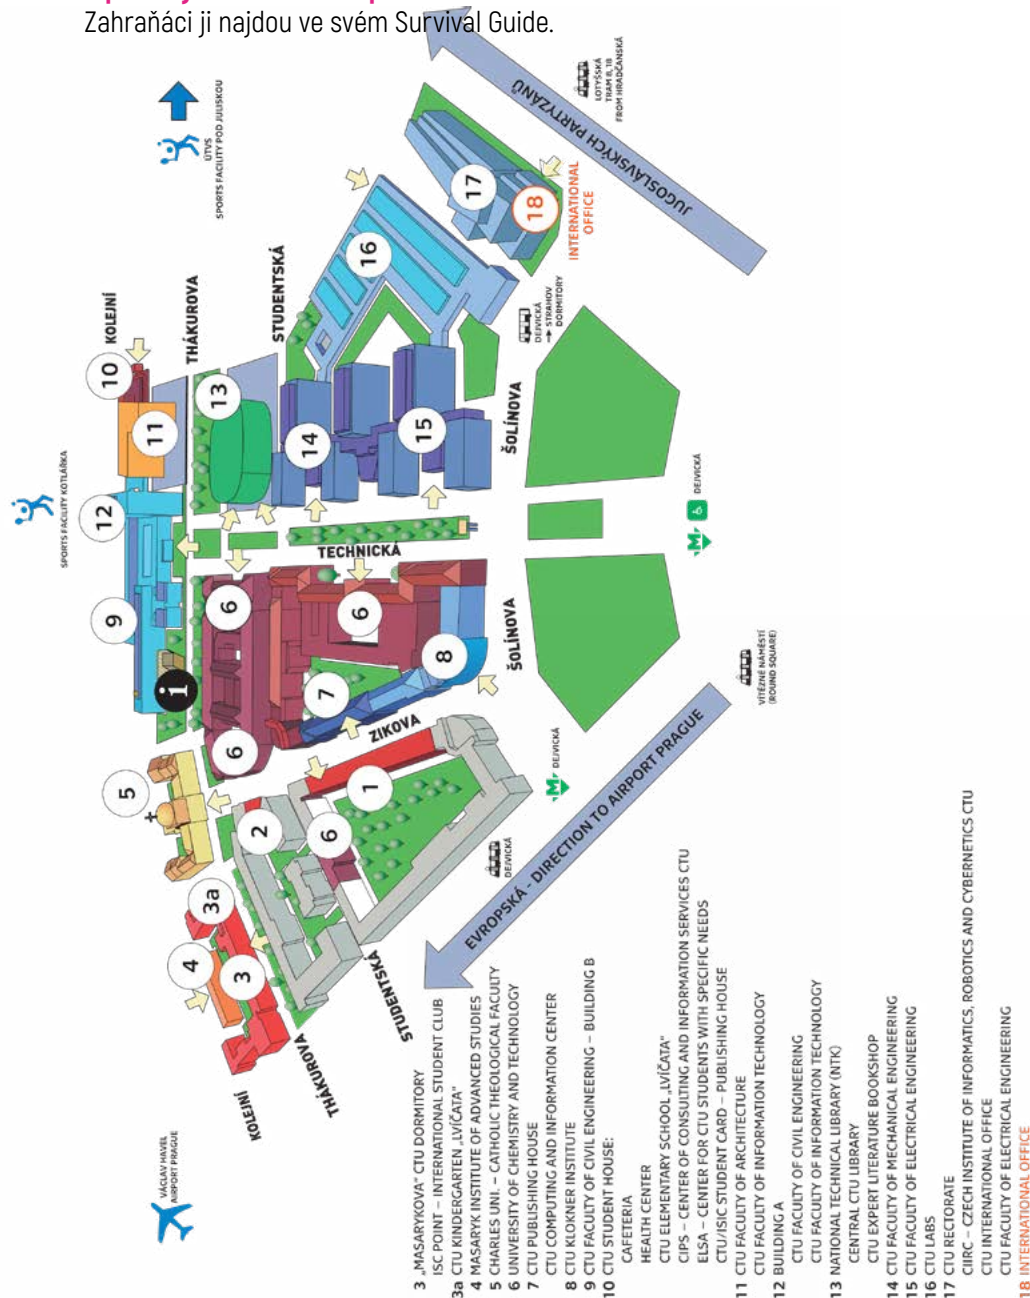 Zahraňáci ji najdou ve svém Survival Guide.
ÚTVS
SPORTS FACILITY POD JULISKOU
SPORTS FACILITY KOTLÁŘKA
VÁCLAV HAVEL
AIRPORT PRAGUE
LOTYŠSKÁ
TRAM 8, 18
FROM HRADČANSKÁ
JUGOSLÁVSKÝCH PARTYZÁNŮ
INTERNATIONAL
OFFICE
KOLEJNÍ
THÁKUROVA
STUDENTSKÁ
DEJVICKÁ
→ STRAHOV
DORMITORY
ŠOLÍNOVA
TECHNICKÁ
M DEJVICKÁ
ŠOLÍNOVA
ZIKOVA
VÍTĚZNÉ NÁMĚSTÍ
(ROUND SQUARE)
M DEJVICKÁ
DEJVICKÁ
EVROPSKÁ - DIRECTION TO AIRPORT PRAGUE
STUDENTSKÁ
THÁKUROVA
KOLEJNÍ
10
11
12
13
14
15
16
17
18
9
i
6
6
6
7
8
5
1
2
6
3a
4
3
3 „MASARYKOVA“ CTU DORMITORY
ISC POINT – INTERNATIONAL STUDENT CLUB
3a CTU KINDERGARTEN „LVÍČATA“
4 MASARYK INSTITUTE OF ADVANCED STUDIES
5 CHARLES UNI. – CATHOLIC THEOLOGICAL FACULTY
6 UNIVERSITY OF CHEMISTRY AND TECHNOLOGY
7 CTU PUBLISHING HOUSE
CTU COMPUTING AND INFORMATION CENTER
8 CTU KLOKNER INSTITUTE
9 CTU FACULTY OF CIVIL ENGINEERING – BUILDING B
10 CTU STUDENT HOUSE:
CAFETERIA
HEALTH CENTER
CTU ELEMENTARY SCHOOL „LVÍČATA“
CIPS – CENTER OF CONSULTING AND INFORMATION SERVICES CTU
ELSA – CENTER FOR CTU STUDENTS WITH SPECIFIC NEEDS
CTU/ISIC STUDENT CARD – PUBLISHING HOUSE
11 CTU FACULTY OF ARCHITECTURE
CTU FACULTY OF INFORMATION TECHNOLOGY
12 BUILDING A
CTU FACULTY OF CIVIL ENGINEERING
CTU FACULTY OF INFORMATION TECHNOLOGY
13 NATIONAL TECHNICAL LIBRARY (NTK)
CENTRAL CTU LIBRARY
CTU EXPERT LITERATURE BOOKSHOP
14 CTU FACULTY OF MECHANICAL ENGINEERING
15 CTU FACULTY OF ELECTRICAL ENGINEERING
16 CTU LABS
17 CTU RECTORATE
CIIRC – CZECH INSTITUTE OF INFORMATICS, ROBOTICS AND CYBERNETICS CTU
CTU INTERNATIONAL OFFICE
CTU FACULTY OF ELECTRICAL ENGINEERING
18 INTERNATIONAL OFFICE